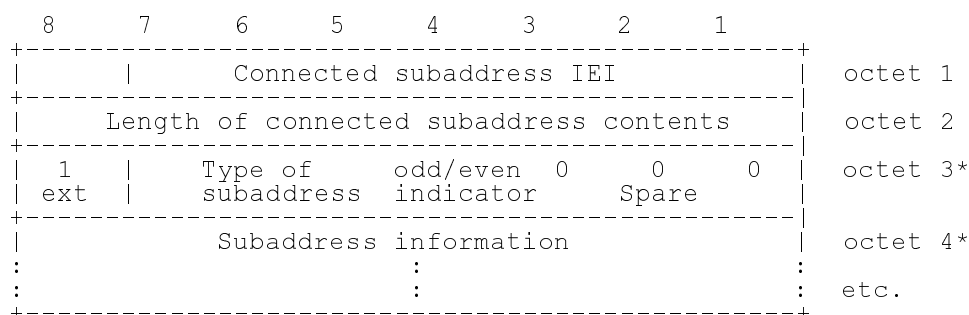 8 7 6 5 4 3 2 1
Connected subaddress IEI octet 1
Length of connected subaddress contents octet 2
1 Type of odd/even 0 0 0 octet 3*
ext subaddress indicator Spare
Subaddress information octet 4*
: : :
: : : etc.